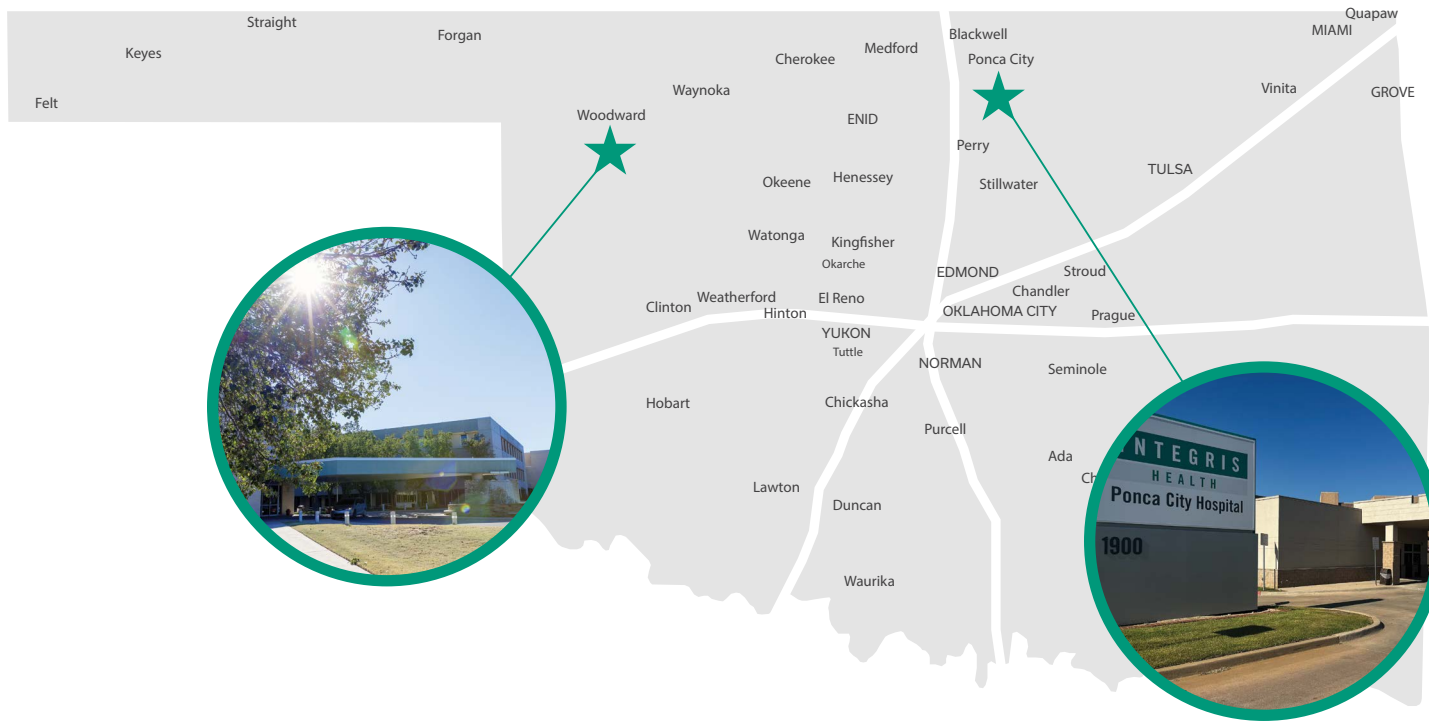 Quapaw
MIAMI
Straight
Blackwell
Forgan
Medford
Keyes
Cherokee
Ponca City
Vinita
Waynoka
GROVE
Felt
Woodward
ENID
Perry
TULSA
Henessey
Okeene
Stillwater
Watonga
Kingfisher
Okarche
EDMOND
Stroud
Chandler
Weatherford
El Reno
Clinton
Hinton
OKLAHOMA CITY
Prague
YUKON
Tuttle
NORMAN
Seminole
Hobart
Chickasha
Purcell
Ada
Ch
Lawton
Duncan
Waurika
NTEGRIS
HEALTH
Ponca City Hospital
1900